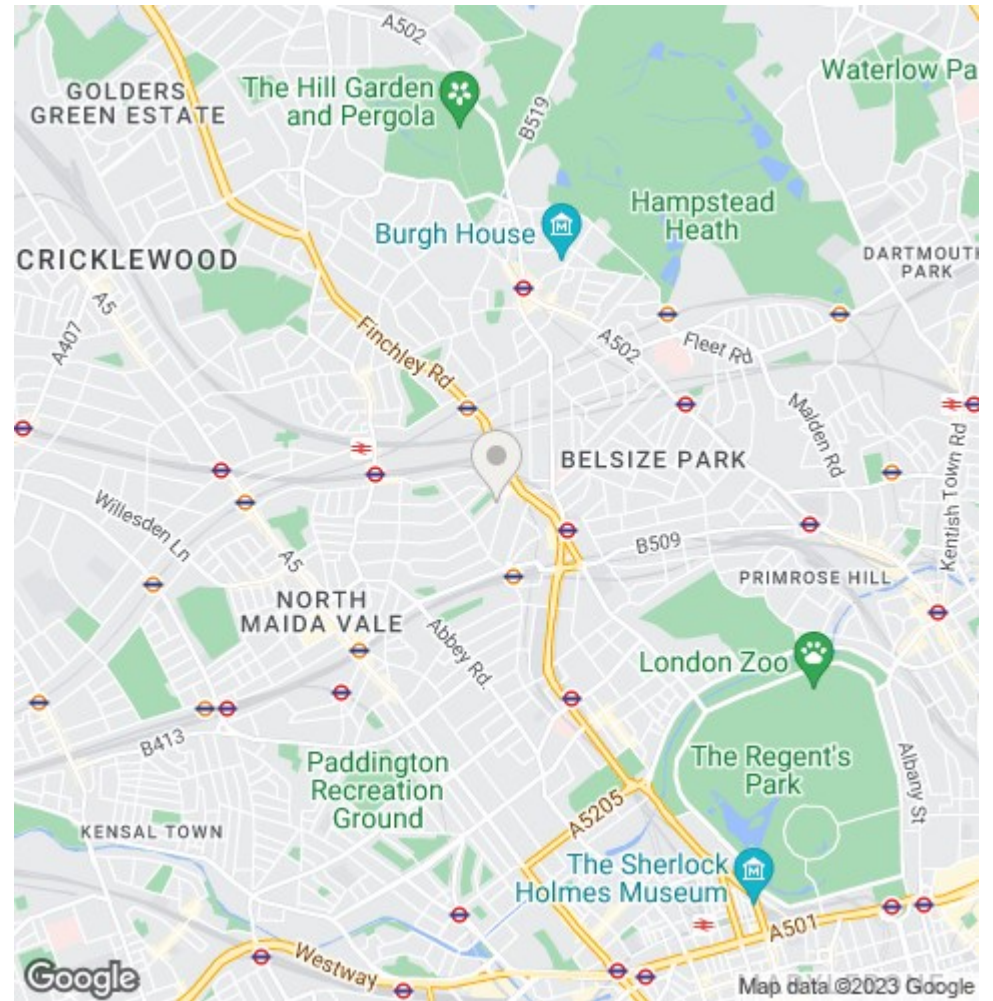 A502
Waterlow Pa
GOLDERS
GREEN ESTATE
The Hill Garden
and Pergola
B519
Hampstead
Heath
Burgh House
CRICKLEWOOD
DARTMOUTH
PARK
A5
A407
Finchley Rd
A502
Fleet Rd
Malden Rd
BELSIZE PARK
Kentish Town Rd
Willesden Ln
A5
B509
PRIMROSE HILL
NORTH
MAIDA VALE
Abbey Rd.
London Zoo
B413
Paddington
Recreation
Ground
The Regent's
Park
Albany St
KENSAL TOWN
A5205
The Sherlock
Holmes Museum
A501
Westway
Google
MARYLEBONE
Map data ©2023 Google